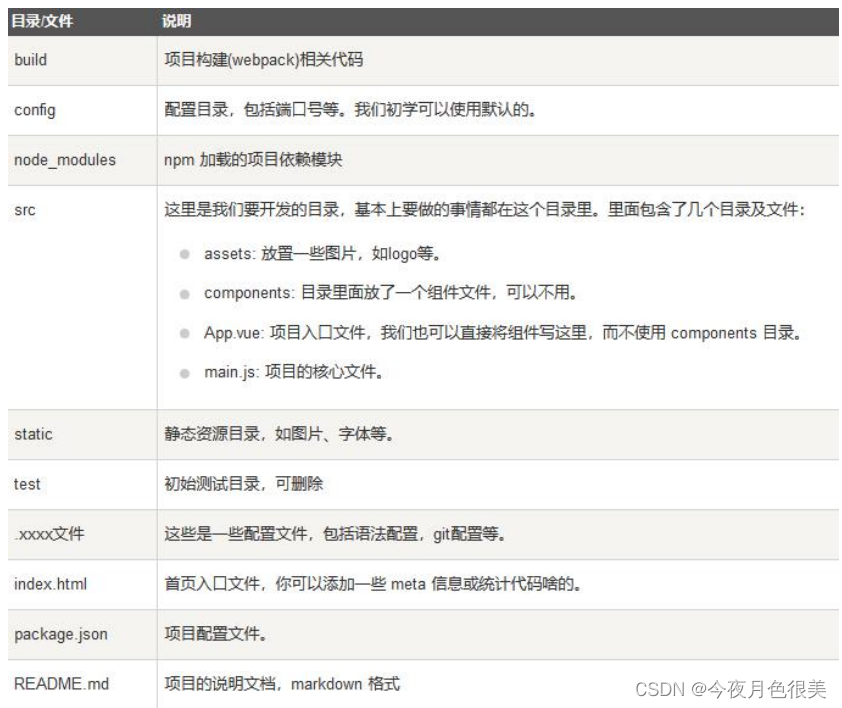 目录/文件 说明
build 项目构建(webpack)相关代码
config 配置目录，包括端口号等。我们初学可以使用默认的。
node_modules npm 加载的项目依赖模块
src 这里是我们要开发的目录，基本上要做的事情都在这个目录里。里面包含了几个目录及文件：
assets: 放置一些图片，如logo等。
components: 目录里面放了一个组件文件，可以不用。
App.vue: 项目入口文件，我们也可以直接将组件写这里，而不使用 components 目录。
main.js: 项目的核心文件。
static 静态资源目录，如图片、字体等。
test 初始测试目录，可删除
.xxxx文件 这些是一些配置文件，包括语法配置，git配置等。
index.html 首页入口文件，你可以添加一些 meta 信息或统计代码啥的。
package.json 项目配置文件。
README.md 项目的说明文档，markdown 格式
CSDN @今夜月色很美